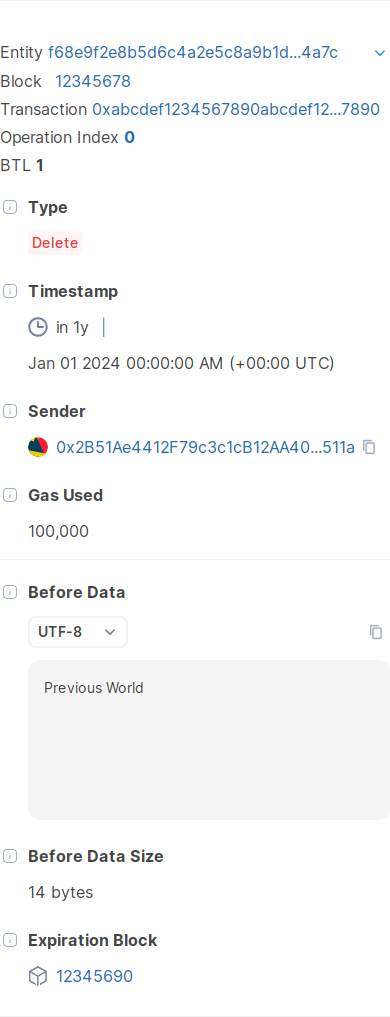 Entity f68e9f2e8b5d6c4a2e5c8a9b1d...4a7c
Block 12345678
Transaction 0xabcdef1234567890abcdef12...7890
Operation Index 0
BTL 1
Type
Delete
Timestamp
in 1y
Jan 01 2024 00:00:00 AM (+00:00 UTC)
Sender
0x2B51Ae4412F79c3c1cB12AA40...511a
Gas Used
100,000
Before Data
UTF-8
Previous World
Before Data Size
14 bytes
Expiration Block
12345690